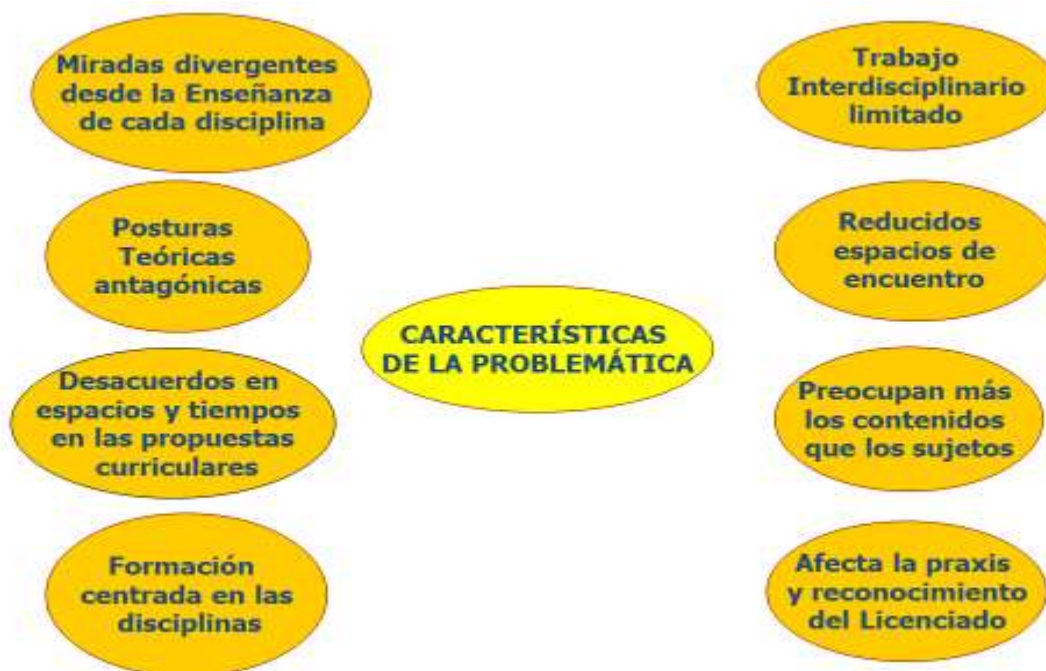 Miradas divergentes
desde la Enseñanza
de cada disciplina
Posturas
Teóricas
antagónicas
Desacuerdos en
espacios y tiempos
en las propuestas
curriculares
Formación
centrada en las
disciplinas
CARACTERÍSTICAS
DE LA PROBLEMÁTICA
Trabajo
Interdisciplinario
limitado
Reducidos
espacios de
encuentro
Preocupan más
los contenidos
que los sujetos
Afecta la praxis
y reconocimiento
del Licenciado